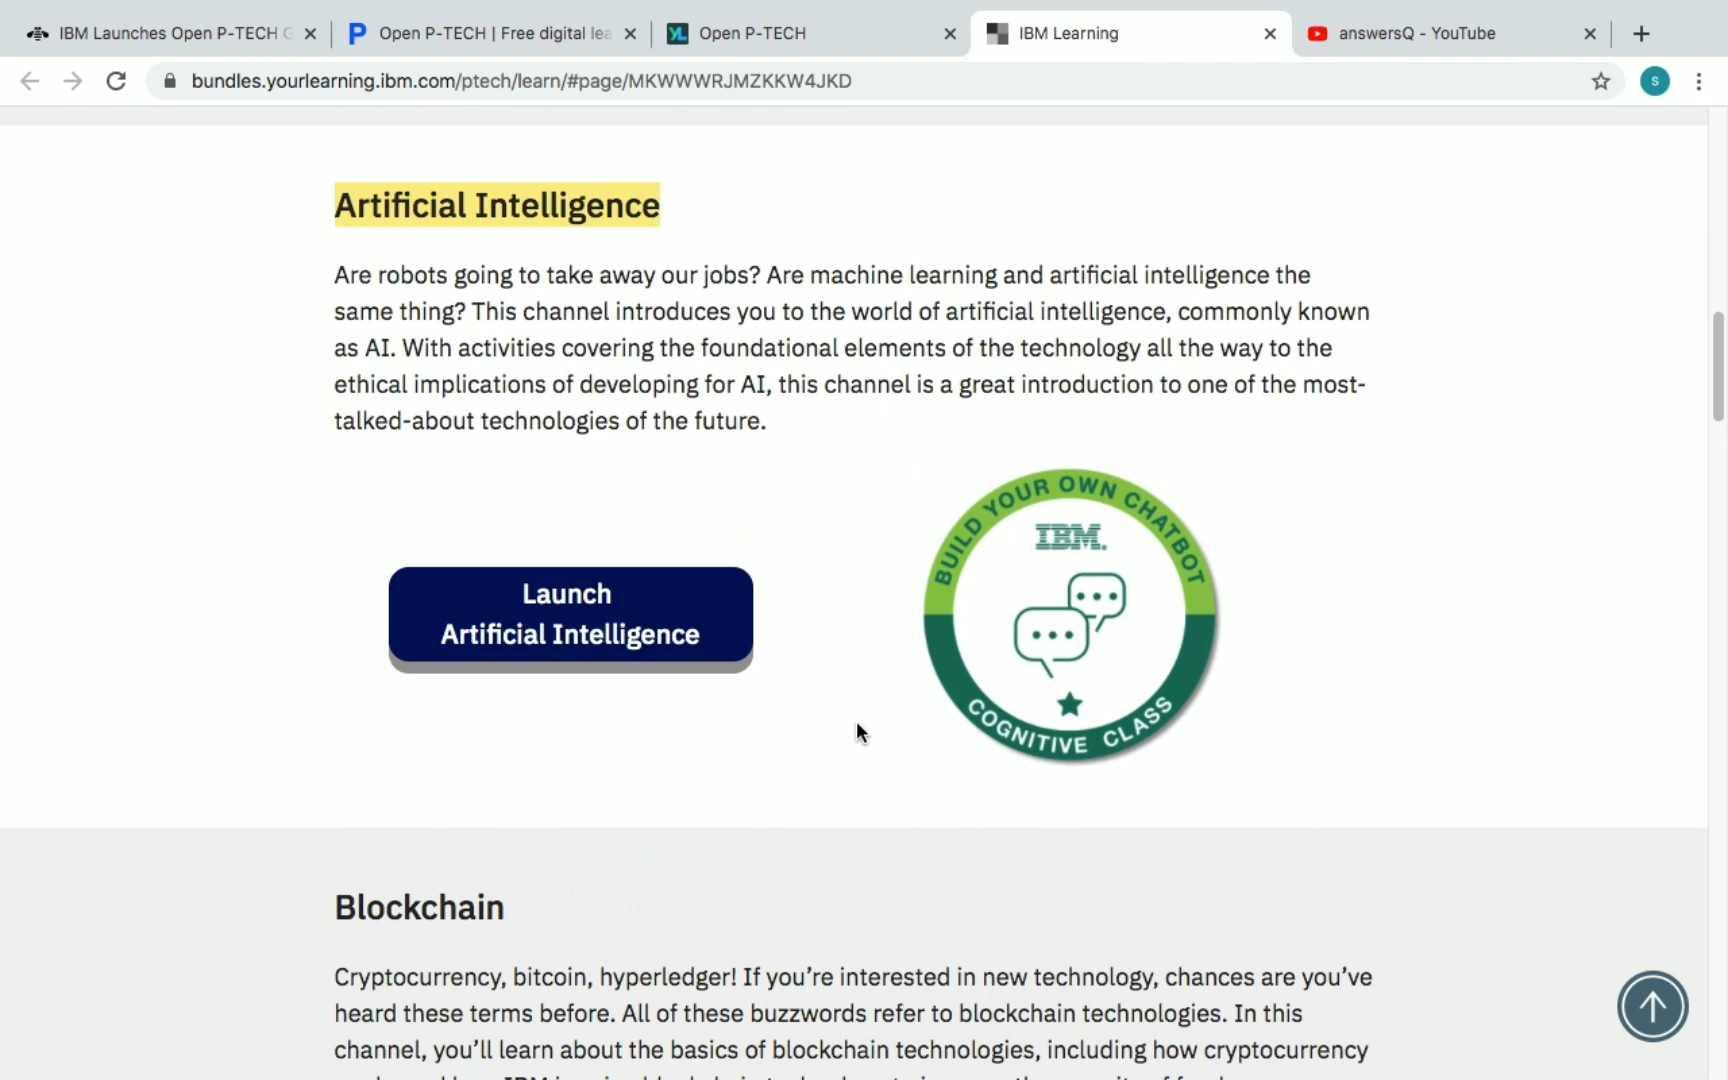 IBM Launches Open P-TECH
Open P-TECH | Free digital lea
YL
Open P-TECH
IBM Learning
answersQ - YouTube
bundles.yourlearning.ibm.com/ptech/learn/#page/MKWWWRJMZKKW4JKD
S
Artificial Intelligence
Are robots going to take away our jobs? Are machine learning and artificial intelligence the
same thing? This channel introduces you to the world of artificial intelligence, commonly known
as AI. With activities covering the foundational elements of the technology all the way to the
ethical implications of developing for AI, this channel is a great introduction to one of the most-
talked-about technologies of the future.
BUILD YOUR OWN CHATBOT
IBM.
COGNITIVE CLASS
Launch
Artificial Intelligence
Blockchain
Cryptocurrency, bitcoin, hyperledger! If you’re interested in new technology, chances are you’ve
heard these terms before. All of these buzzwords refer to blockchain technologies. In this
channel, you’ll learn about the basics of blockchain technologies, including how cryptocurrency